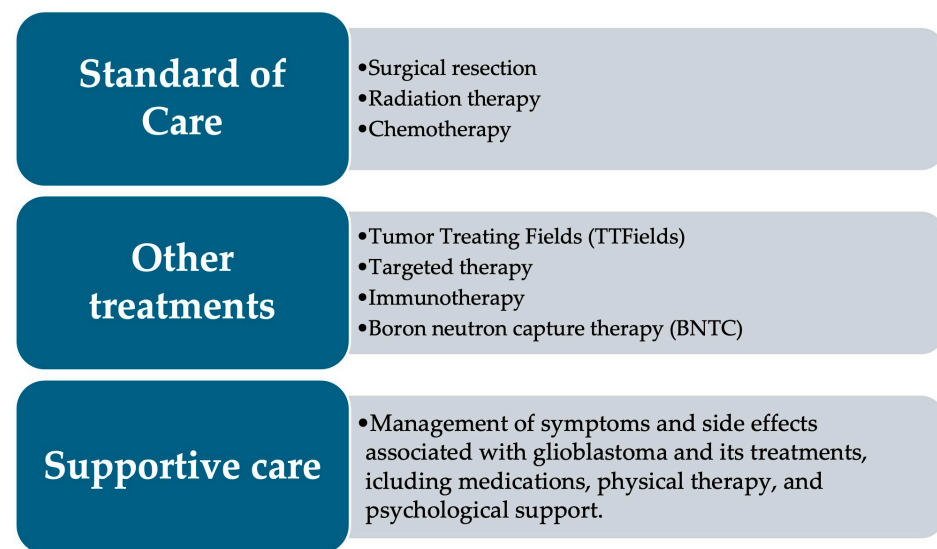 Standard of
Care
•Surgical resection
•Radiation therapy
•Chemotherapy
Other
treatments
•Tumor Treating Fields (TTFields)
•Targeted therapy
•Immunotherapy
•Boron neutron capture therapy (BNTC)
Supportive care
•Management of symptoms and side effects
associated with glioblastoma and its treatments,
icluding medications, physical therapy, and
psychological support.